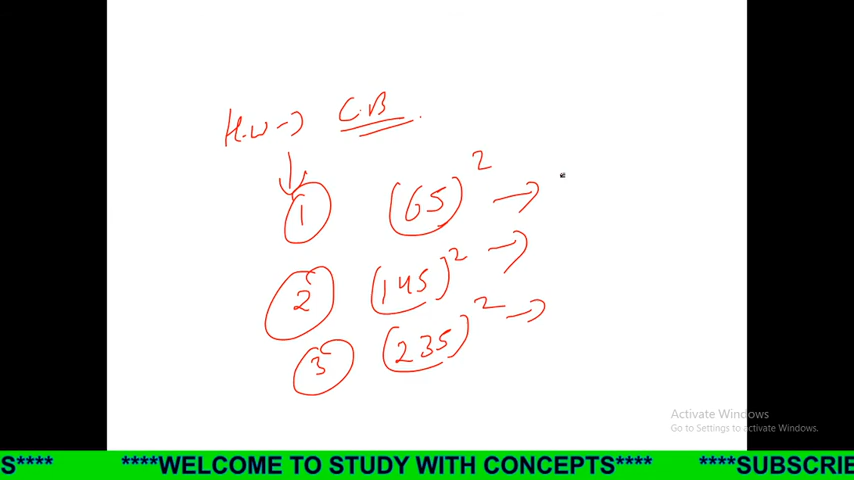 H.W → C.B.
1 (65)² →
2 (145)² →
3 (235)² →
Activate Windows
Go to Settings to activate Windows.
S**** ****WELCOME TO STUDY WITH CONCEPTS**** ****SUBSCRIE